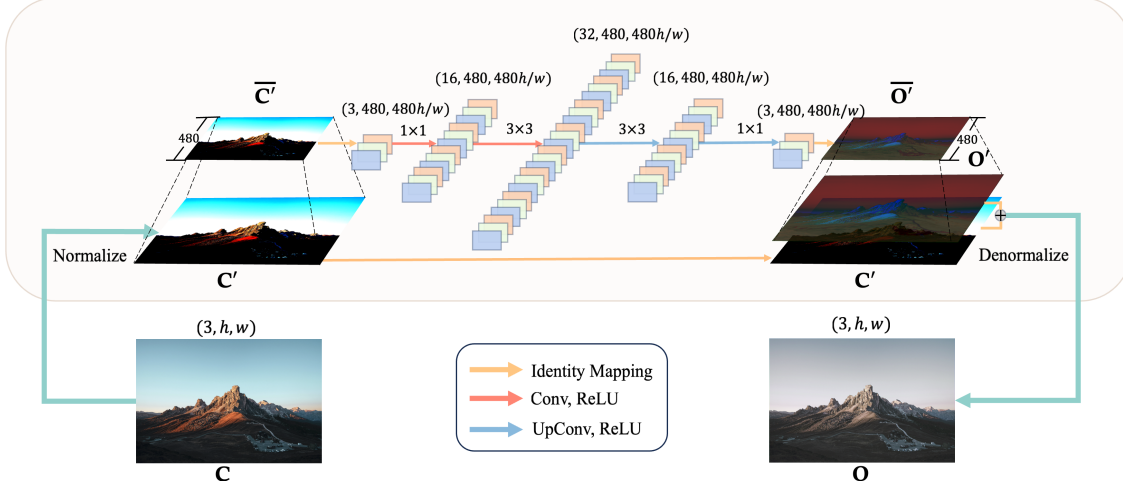 (32, 480, 480h/w)
(16, 480, 480h/w)
(16, 480, 480h/w)
C′
O′
(3, 480, 480h/w)
(3, 480, 480h/w)
1×1
3×3
3×3
1×1
480
480
O′
+
Normalize
Denormalize
C′
C′
(3, h, w)
(3, h, w)
Identity Mapping
Conv, ReLU
UpConv, ReLU
C
O